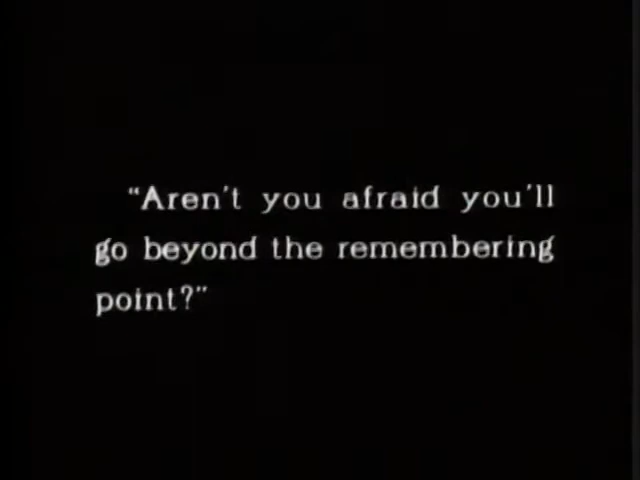 “Aren't you afraid you'll
go beyond the remembering
point?”